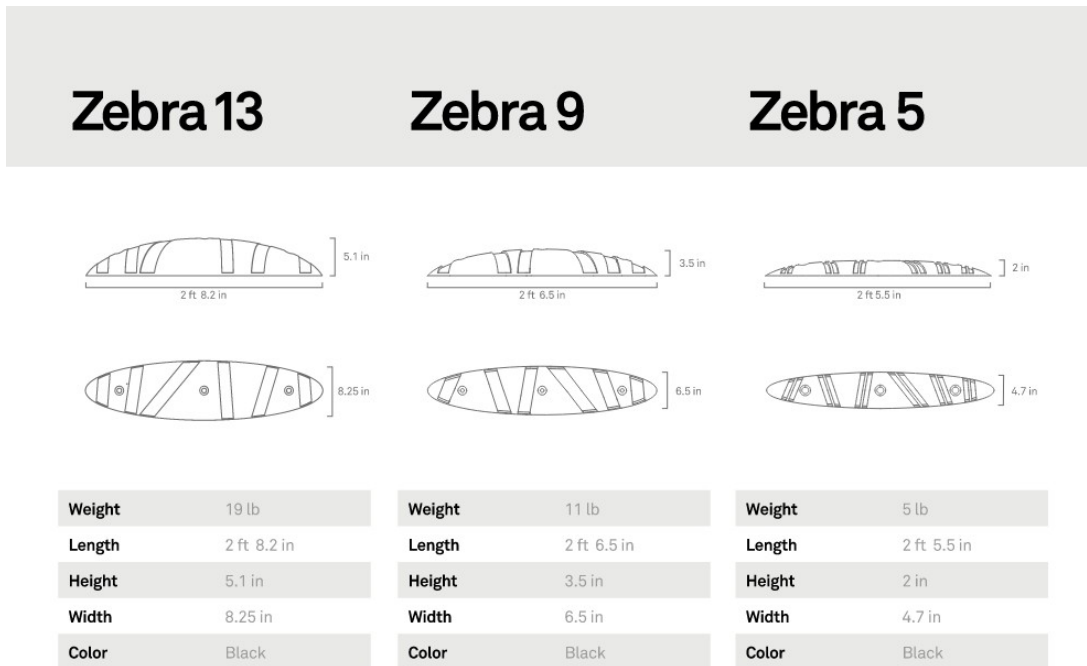 Zebra 13
Zebra 9
Zebra 5
5.1 in
2 ft 8.2 in
3.5 in
2 ft 6.5 in
2 in
2 ft 5.5 in
8.25 in
6.5 in
4.7 in
Weight 19 lb
Length 2 ft 8.2 in
Height 5.1 in
Width 8.25 in
Color Black
Weight 11 lb
Length 2 ft 6.5 in
Height 3.5 in
Width 6.5 in
Color Black
Weight 5 lb
Length 2 ft 5.5 in
Height 2 in
Width 4.7 in
Color Black